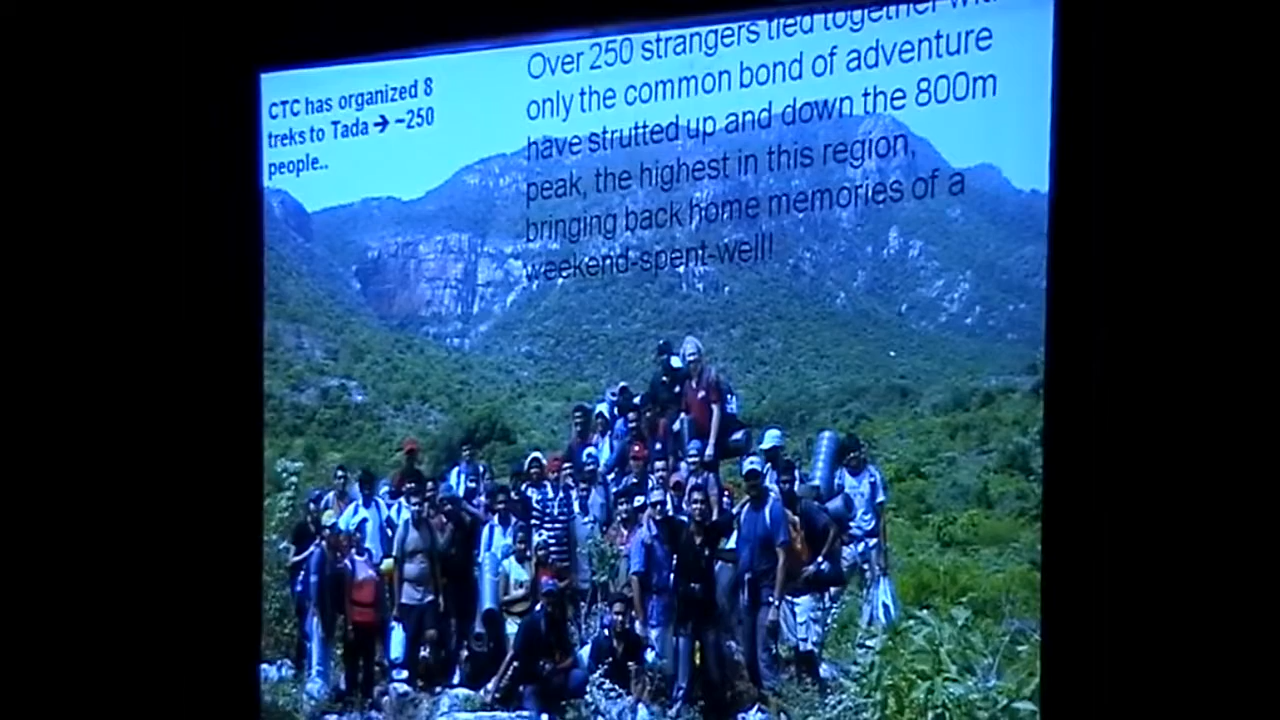 CTC has organized 8
treks to Tada → ~250
people..
Over 250 strangers tied together with
only the common bond of adventure
have strutted up and down the 800m
peak, the highest in this region,
bringing back home memories of a
weekend-spent-well!